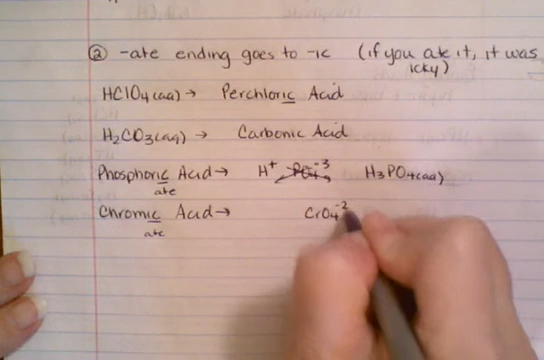 ② -ate ending goes to -ic (if you ate it, it was
icky)
HClO4(aq) → Perchloric Acid
H2CO3(aq) → Carbonic Acid
Phosphoric Acid → H+ PO4-3 H3PO4(aq)
ate
Chromic Acid → CrO4-2
ate